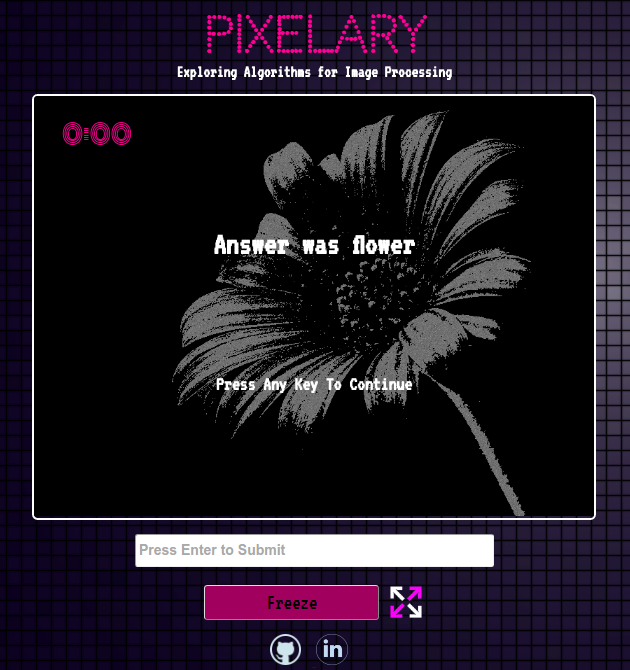 PIXELARY
Exploring Algorithms for Image Processing
0:00
Answer was flower
Press Any Key To Continue
Press Enter to Submit
Freeze
in